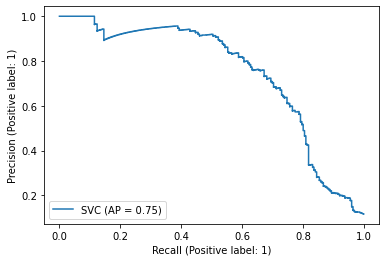 1.0
0.8
0.6
0.4
0.2
Precision (Positive label: 1)
SVC (AP = 0.75)
0.0 0.2 0.4 0.6 0.8 1.0
Recall (Positive label: 1)